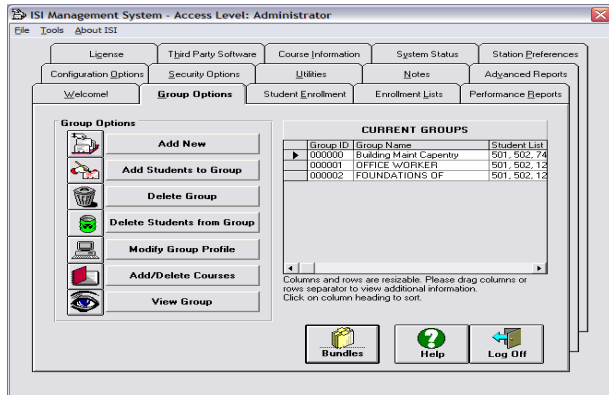 ISI Management System - Access Level: Administrator
File Tools About ISI
License Third Party Software Course Information System Status Station Preferences
Configuration Options Security Options Utilities Notes Advanced Reports
Welcome! Group Options Student Enrollment Enrollment Lists Performance Reports
Group Options
Add New
Add Students to Group
Delete Group
Delete Students from Group
Modify Group Profile
Add/Delete Courses
View Group
CURRENT GROUPS
Group ID Group Name Student List
000000 Building Maint Capentry 501, 502, 74
000001 OFFICE WORKER 501, 502, 12
000002 FOUNDATIONS OF 501, 502, 12
Columns and rows are resizable. Please drag columns or
rows separator to view additional information.
Click on column heading to sort.
Bundles Help Log Off